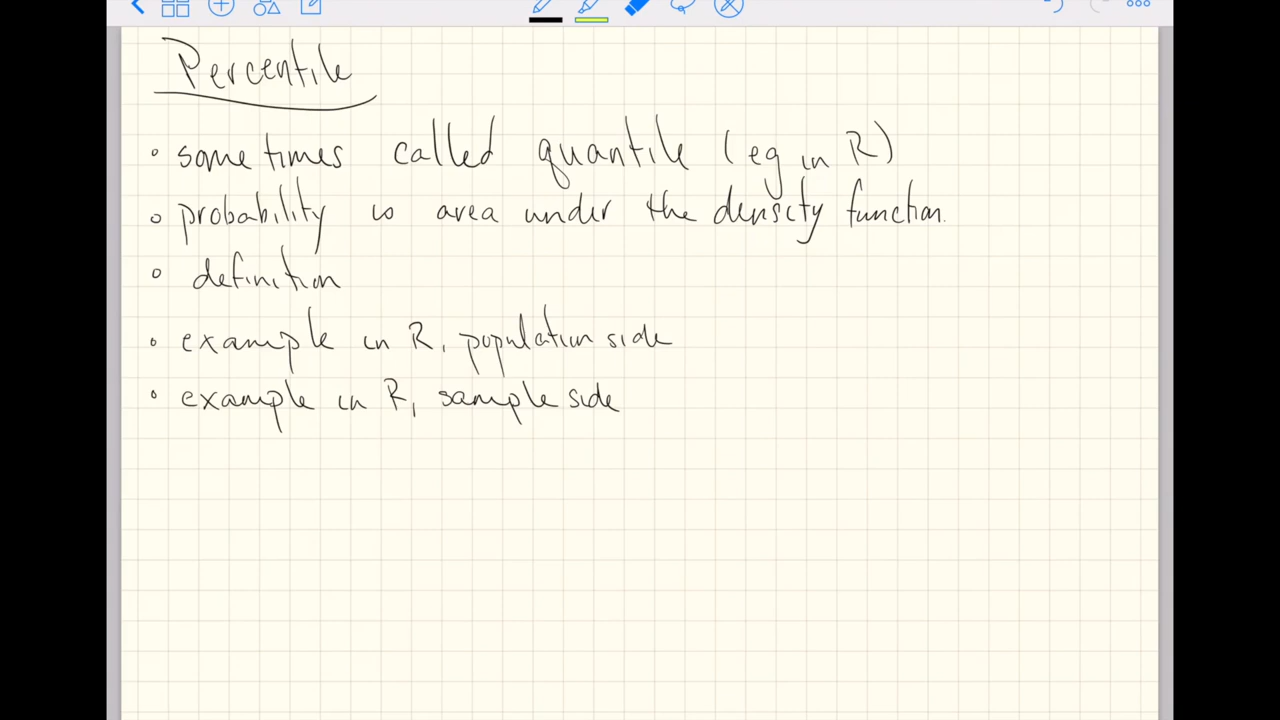 Percentile
• sometimes called quantile (eg in R)
• probability is area under the density function.
• definition
• example in R, population side
• example in R, sample side